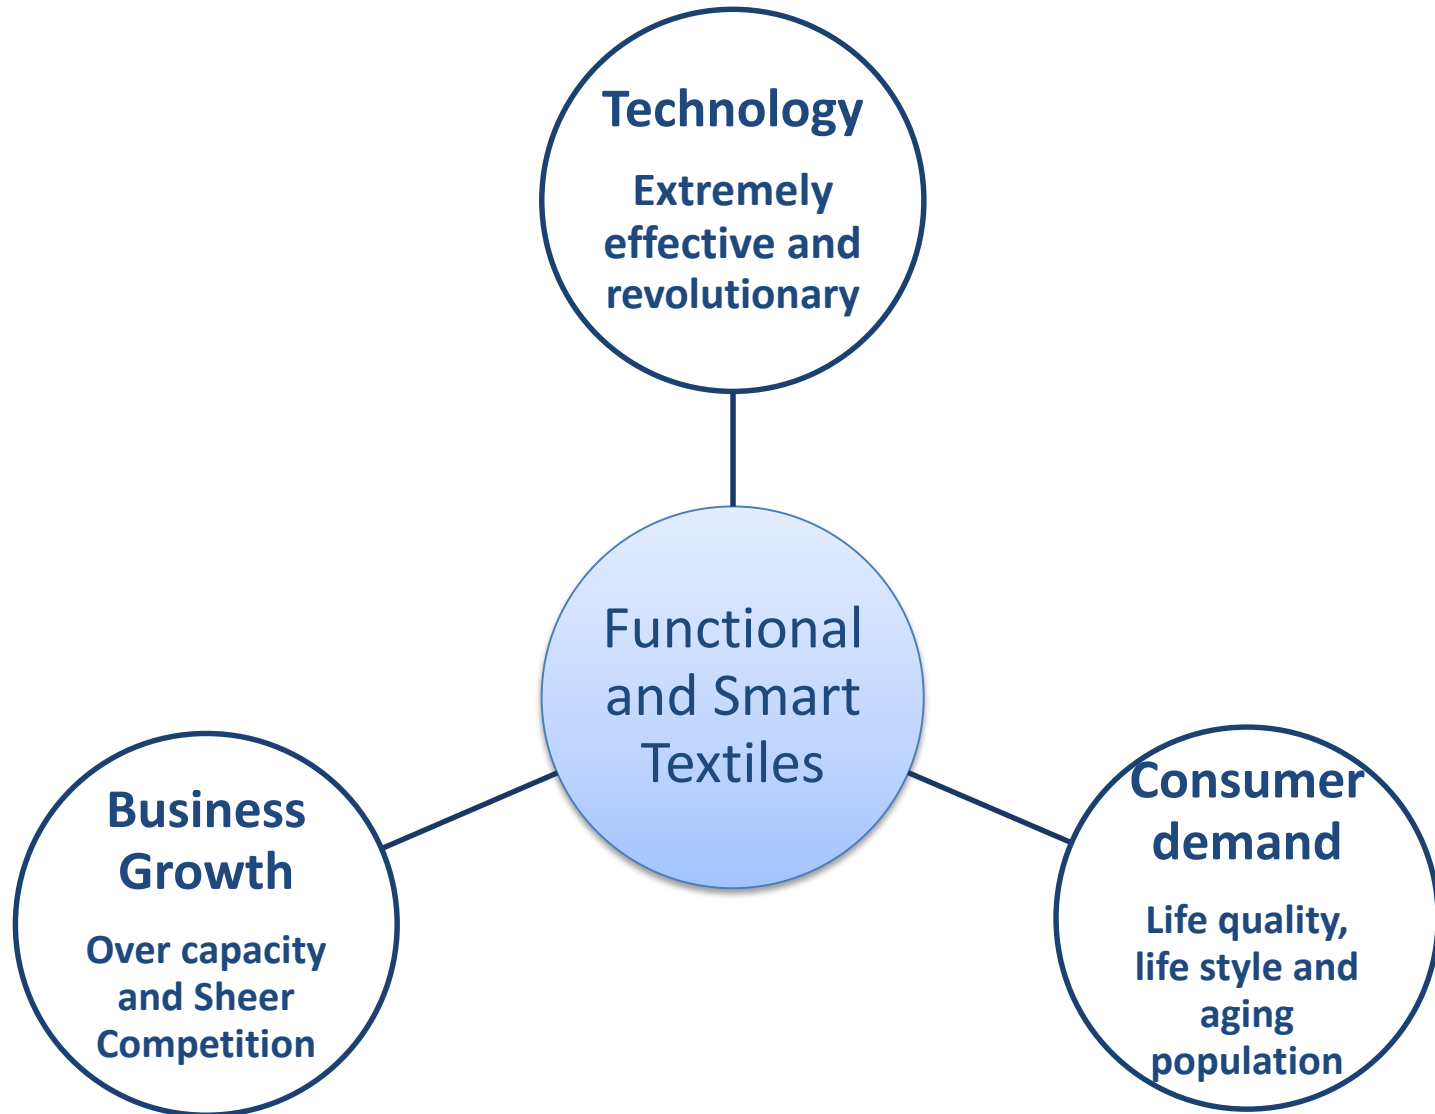 Technology
Extremely
effective and
revolutionary
Functional
and Smart
Textiles
Business
Growth
Over capacity
and Sheer
Competition
Consumer
demand
Life quality,
life style and
aging
population